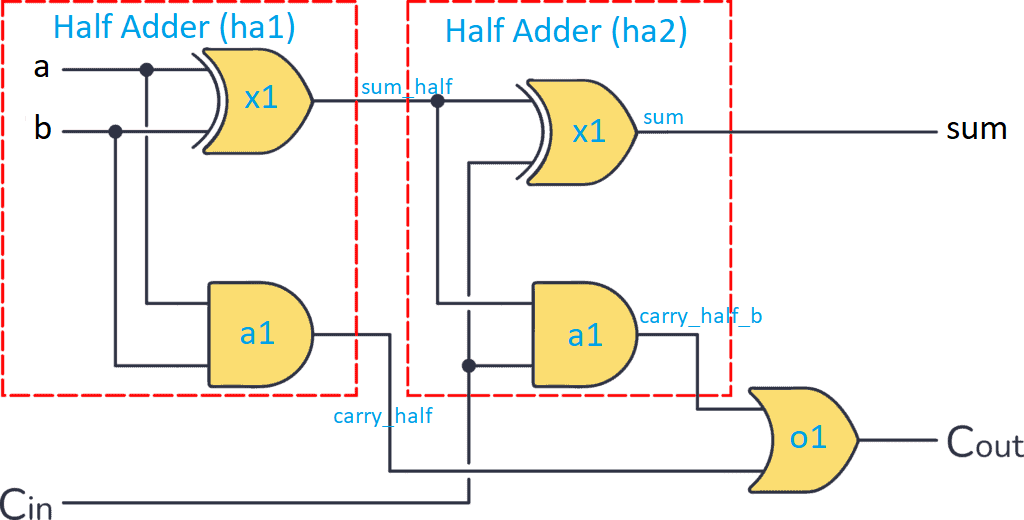 Half Adder (ha1)
Half Adder (ha2)
a
x1
sum_half
b
x1
sum
sum
a1
a1
carry_half_b
carry_half
o1
Cout
Cin